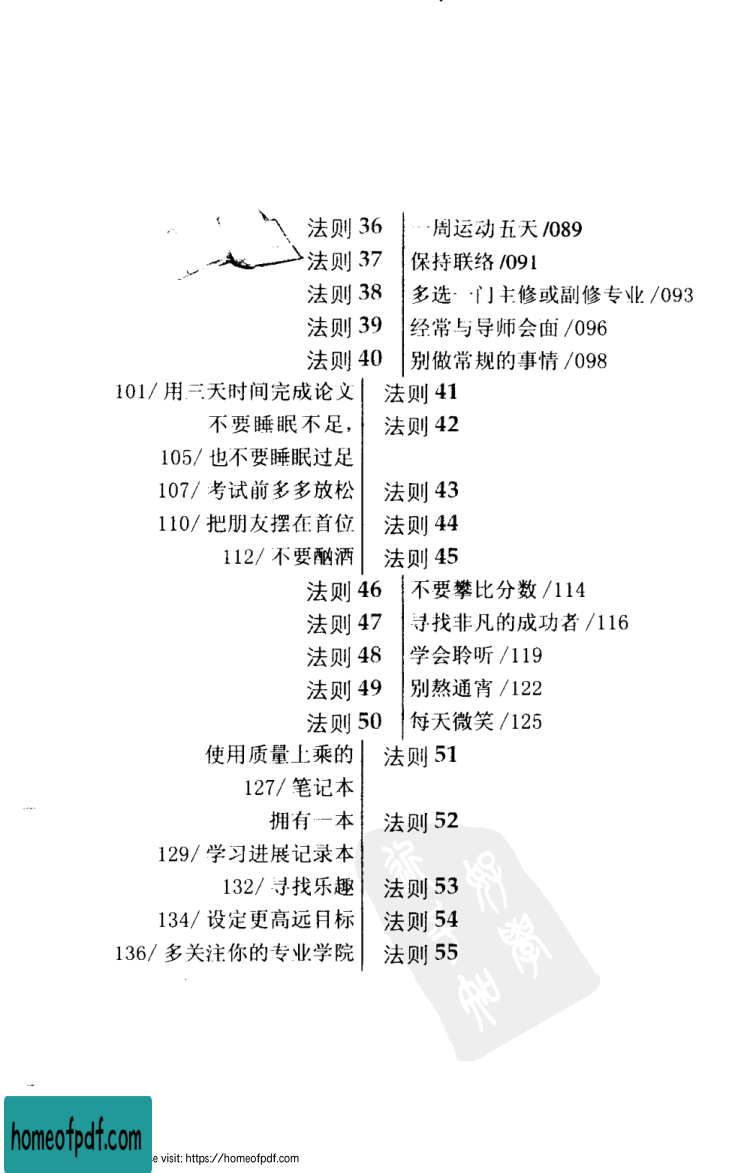 法则 36 一周运动五天 /089
法则 37 保持联络 /091
法则 38 多选一门主修或副修专业 /093
法则 39 经常与导师会面 /096
法则 40 别做常规的事情 /098
101/ 用三天时间完成论文 法则 41
不要睡眠不足, 法则 42
105/ 也不要睡眠过足
107/ 考试前多多放松 法则 43
110/ 把朋友摆在首位 法则 44
112/ 不要酗酒 法则 45
法则 46 不要攀比分数 /114
法则 47 寻找非凡的成功者 /116
法则 48 学会聆听 /119
法则 49 别熬通宵 /122
法则 50 每天微笑 /125
使用质量上乘的 法则 51
127/ 笔记本
拥有一本 法则 52
129/ 学习进展记录本
132/ 寻找乐趣 法则 53
134/ 设定更高远目标 法则 54
136/ 多关注你的专业学院 法则 55
homeofpdf.com
e visit: https://homeofpdf.com